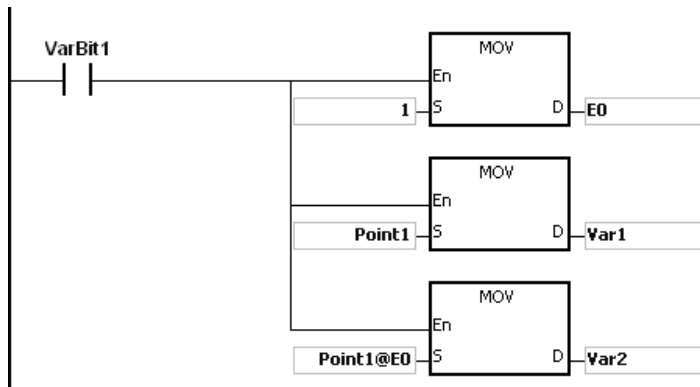 VarBit1
MOV
En
1 S D E0
MOV
En
Point1 S D Var1
MOV
En
Point1@E0 S D Var2